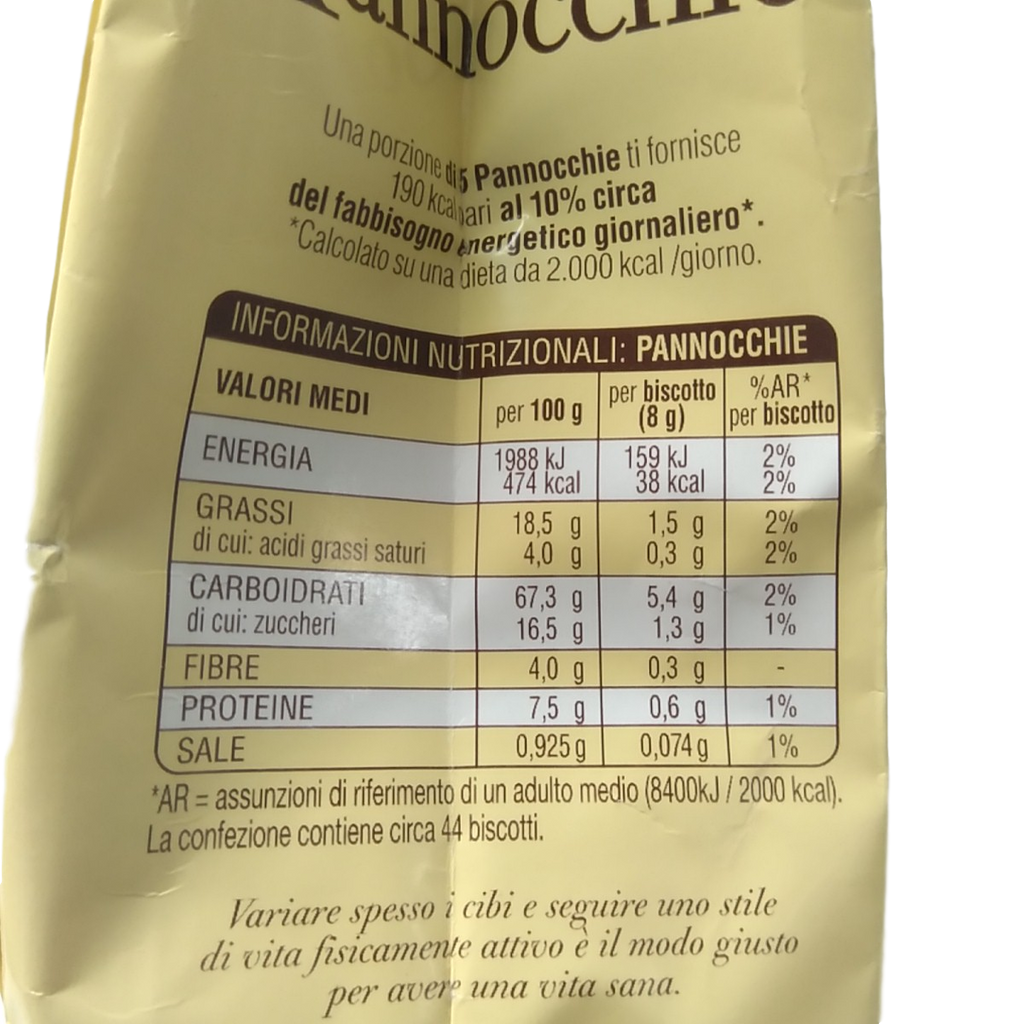 Pannocchie
Una porzione di 5 Pannocchie ti fornisce
190 kcal pari al 10% circa
del fabbisogno energetico giornaliero*.
*Calcolato su una dieta da 2.000 kcal /giorno.
INFORMAZIONI NUTRIZIONALI: PANNOCCHIE
VALORI MEDI per 100 g per biscotto (8 g) %AR* per biscotto
ENERGIA 1988 kJ 159 kJ 2%
474 kcal 38 kcal 2%
GRASSI 18,5 g 1,5 g 2%
di cui: acidi grassi saturi 4,0 g 0,3 g 2%
CARBOIDRATI 67,3 g 5,4 g 2%
di cui: zuccheri 16,5 g 1,3 g 1%
FIBRE 4,0 g 0,3 g -
PROTEINE 7,5 g 0,6 g 1%
SALE 0,925 g 0,074 g 1%
*AR = assunzioni di riferimento di un adulto medio (8400kJ / 2000 kcal).
La confezione contiene circa 44 biscotti.
Variare spesso i cibi e seguire uno stile
di vita fisicamente attivo è il modo giusto
per avere una vita sana.